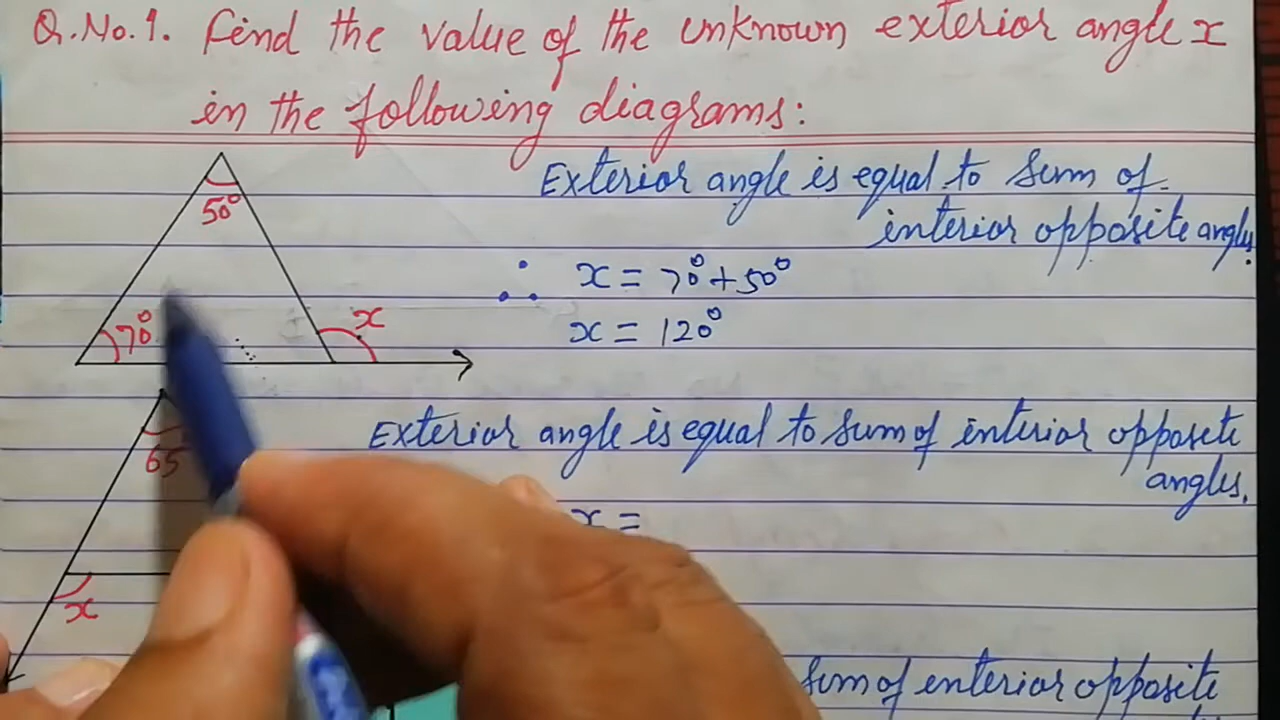 Q.No.1. Find the value of the unknown exterior angle x
in the following diagrams:
Exterior angle is equal to sum of
interior opposite angles.
50°
∴ x = 70° + 50°
70°
x
x = 120°
Exterior angle is equal to sum of interior opposite
angles.
65
x =
x
sum of interior opposite